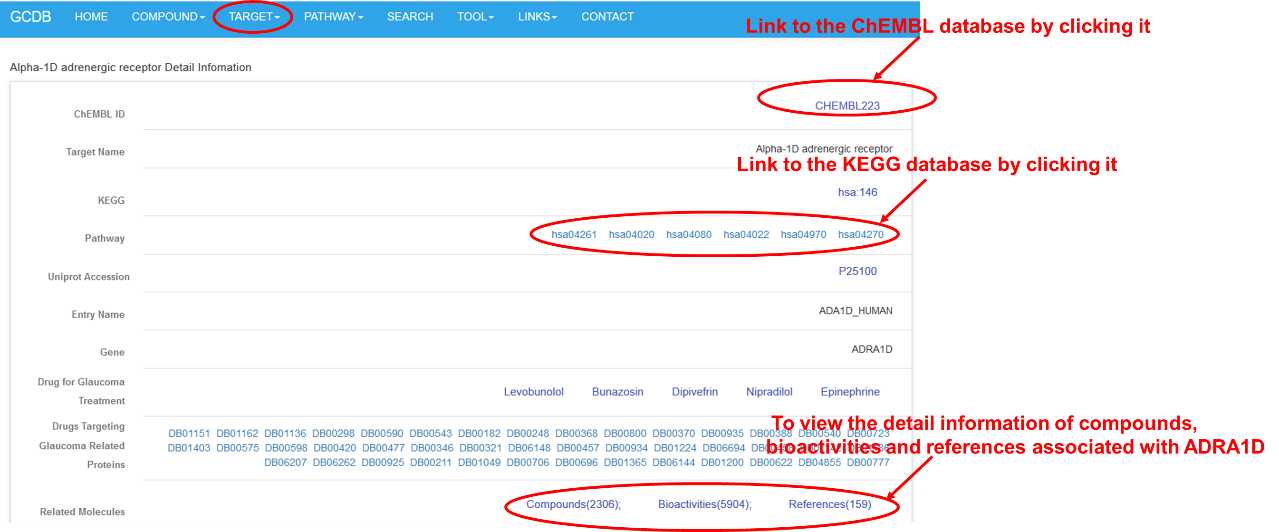 GCDB HOME COMPOUND TARGET PATHWAY SEARCH TOOL LINKS CONTACT
Link to the ChEMBL database by clicking it
Alpha-1D adrenergic receptor Detail Infomation
ChEMBL ID CHEMBL223
Target Name Alpha-1D adrenergic receptor
Link to the KEGG database by clicking it
KEGG hsa:146
Pathway hsa04261 hsa04020 hsa04080 hsa04022 hsa04970 hsa04270
Uniprot Accession P25100
Entry Name ADA1D_HUMAN
Gene ADRA1D
Drug for Glaucoma
Treatment
Levobunolol Bunazosin Dipivefrin Nipradilol Epinephrine
To view the detail information of compounds,
bioactivities and references associated with ADRA1D
Drugs Targeting
Glaucoma Related
Proteins
DB01151 DB01162 DB01136 DB00298 DB00590 DB00543 DB00182 DB00248 DB00368 DB00800 DB00370 DB00935 DB00388 DB00540 DB00723
DB01403 DB00575 DB00598 DB00420 DB00477 DB00346 DB00321 DB06148 DB00457 DB00934 DB01224 DB06694
DB06207 DB06262 DB00925 DB00211 DB01049 DB00706 DB00696 DB01365 DB06144 DB01200 DB00622 DB04855 DB00777
Related Molecules Compounds(2306); Bioactivities(5904); References(159)